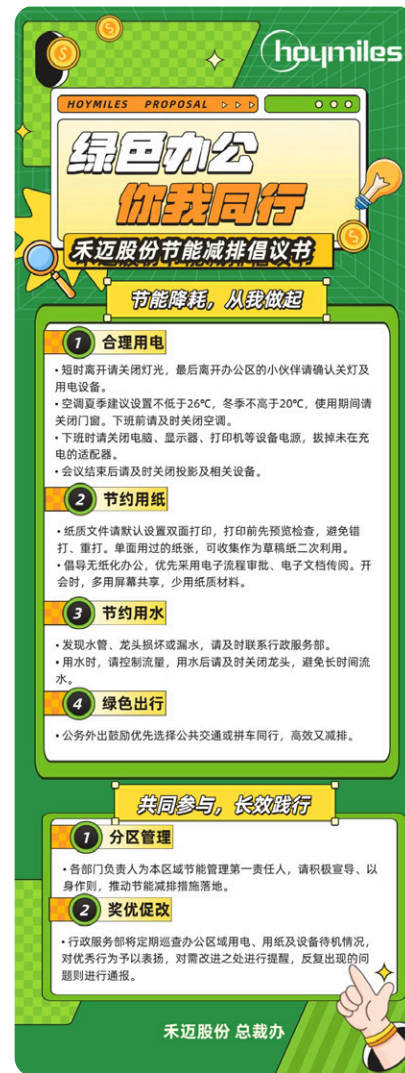 hoymiles
HOYMILES PROPOSAL
绿色办公
你我同行
禾迈股份节能减排倡议书
节能降耗，从我做起
1 合理用电
• 短时离开请关闭灯光，最后离开办公区的小伙伴请确认关灯及
用电设备。
• 空调夏季建议设置不低于26℃，冬季不高于20℃，使用期间请
关闭门窗。下班前请及时关闭空调。
• 下班时请关闭电脑、显示器、打印机等设备电源，拔掉未在充
电的适配器。
• 会议结束后请及时关闭投影及相关设备。
2 节约用纸
• 纸质文件请默认设置双面打印，打印前先预览检查，避免错
打、重打。单面用过的纸张，可收集作为草稿纸二次利用。
• 倡导无纸化办公，优先采用电子流程审批、电子文档传阅。开
会时，多用屏幕共享，少用纸质材料。
3 节约用水
• 发现水管、龙头损坏或漏水，请及时联系行政服务部。
• 用水时，请控制流量，用水后请及时关闭龙头，避免长时间流
水。
4 绿色出行
• 公务外出鼓励优先选择公共交通或拼车同行，高效又减排。
共同参与，长效践行
1 分区管理
• 各部门负责人为本区域节能管理第一责任人，请积极宣导、以
身作则，推动节能减排措施落地。
2 奖优促改
• 行政服务部将定期巡查办公区域用电、用纸及设备待机情况，
对优秀行为予以表扬，对需改进之处进行提醒，反复出现的问
题则进行通报。
禾迈股份 总裁办